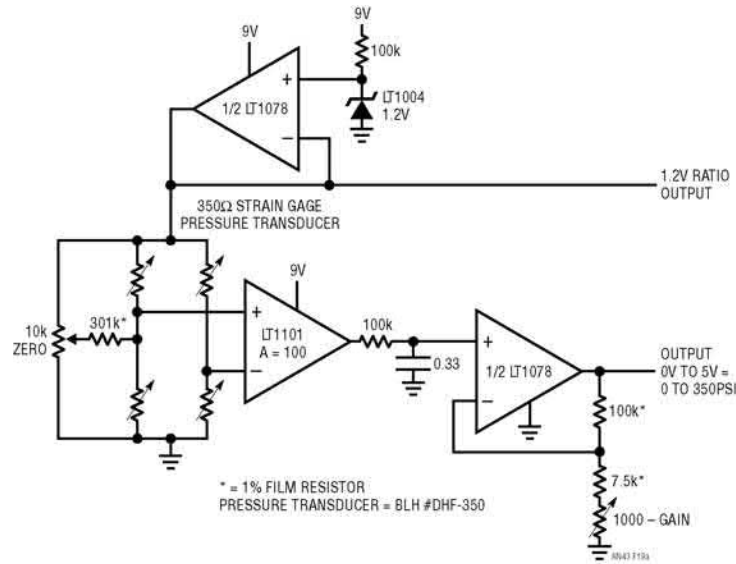 9V
9V
100k
+
1/2 LT1078
LT1004
1.2V
−
1.2V RATIO
OUTPUT
350Ω STRAIN GAGE
PRESSURE TRANSDUCER
9V
10k
ZERO
301k*
+
LT1101
A = 100
−
100k
0.33
+
1/2 LT1078
−
OUTPUT
0V TO 5V =
0 TO 350PSI
100k*
7.5k*
1000 – GAIN
* = 1% FILM RESISTOR
PRESSURE TRANSDUCER = BLH #DHF-350
AN43 F19a